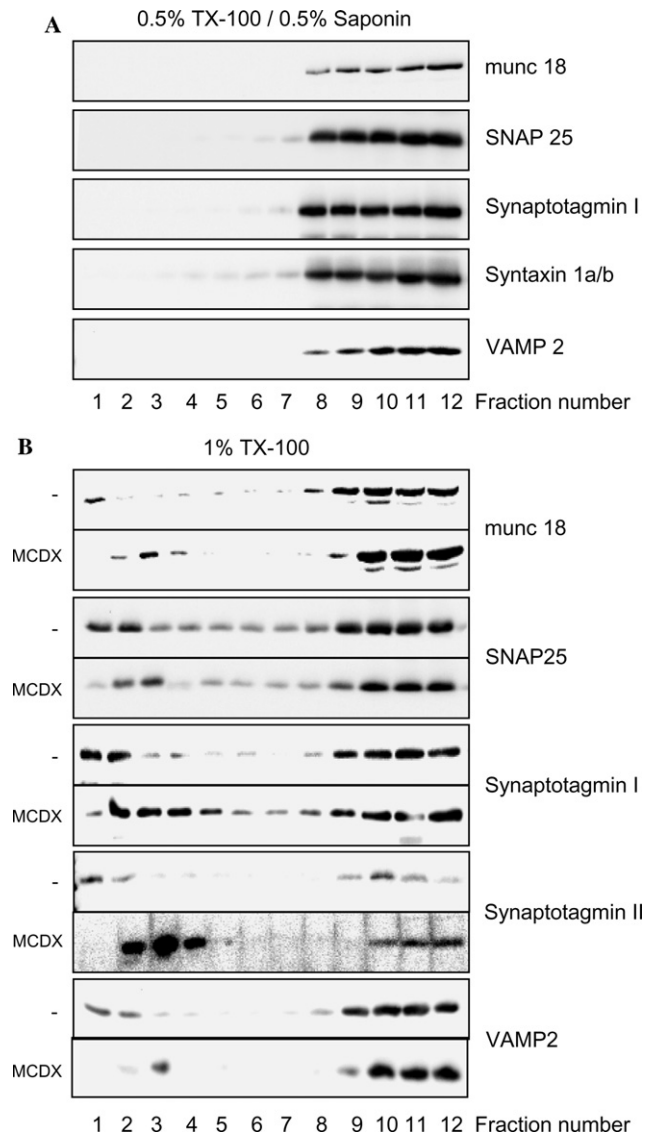 A
0.5% TX-100 / 0.5% Saponin
munc 18
SNAP 25
Synaptotagmin I
Syntaxin 1a/b
VAMP 2
1 2 3 4 5 6 7 8 9 10 11 12 Fraction number
B
1% TX-100
-
munc 18
MCDX
-
SNAP25
MCDX
-
Synaptotagmin I
MCDX
-
Synaptotagmin II
MCDX
-
VAMP2
MCDX
1 2 3 4 5 6 7 8 9 10 11 12 Fraction number